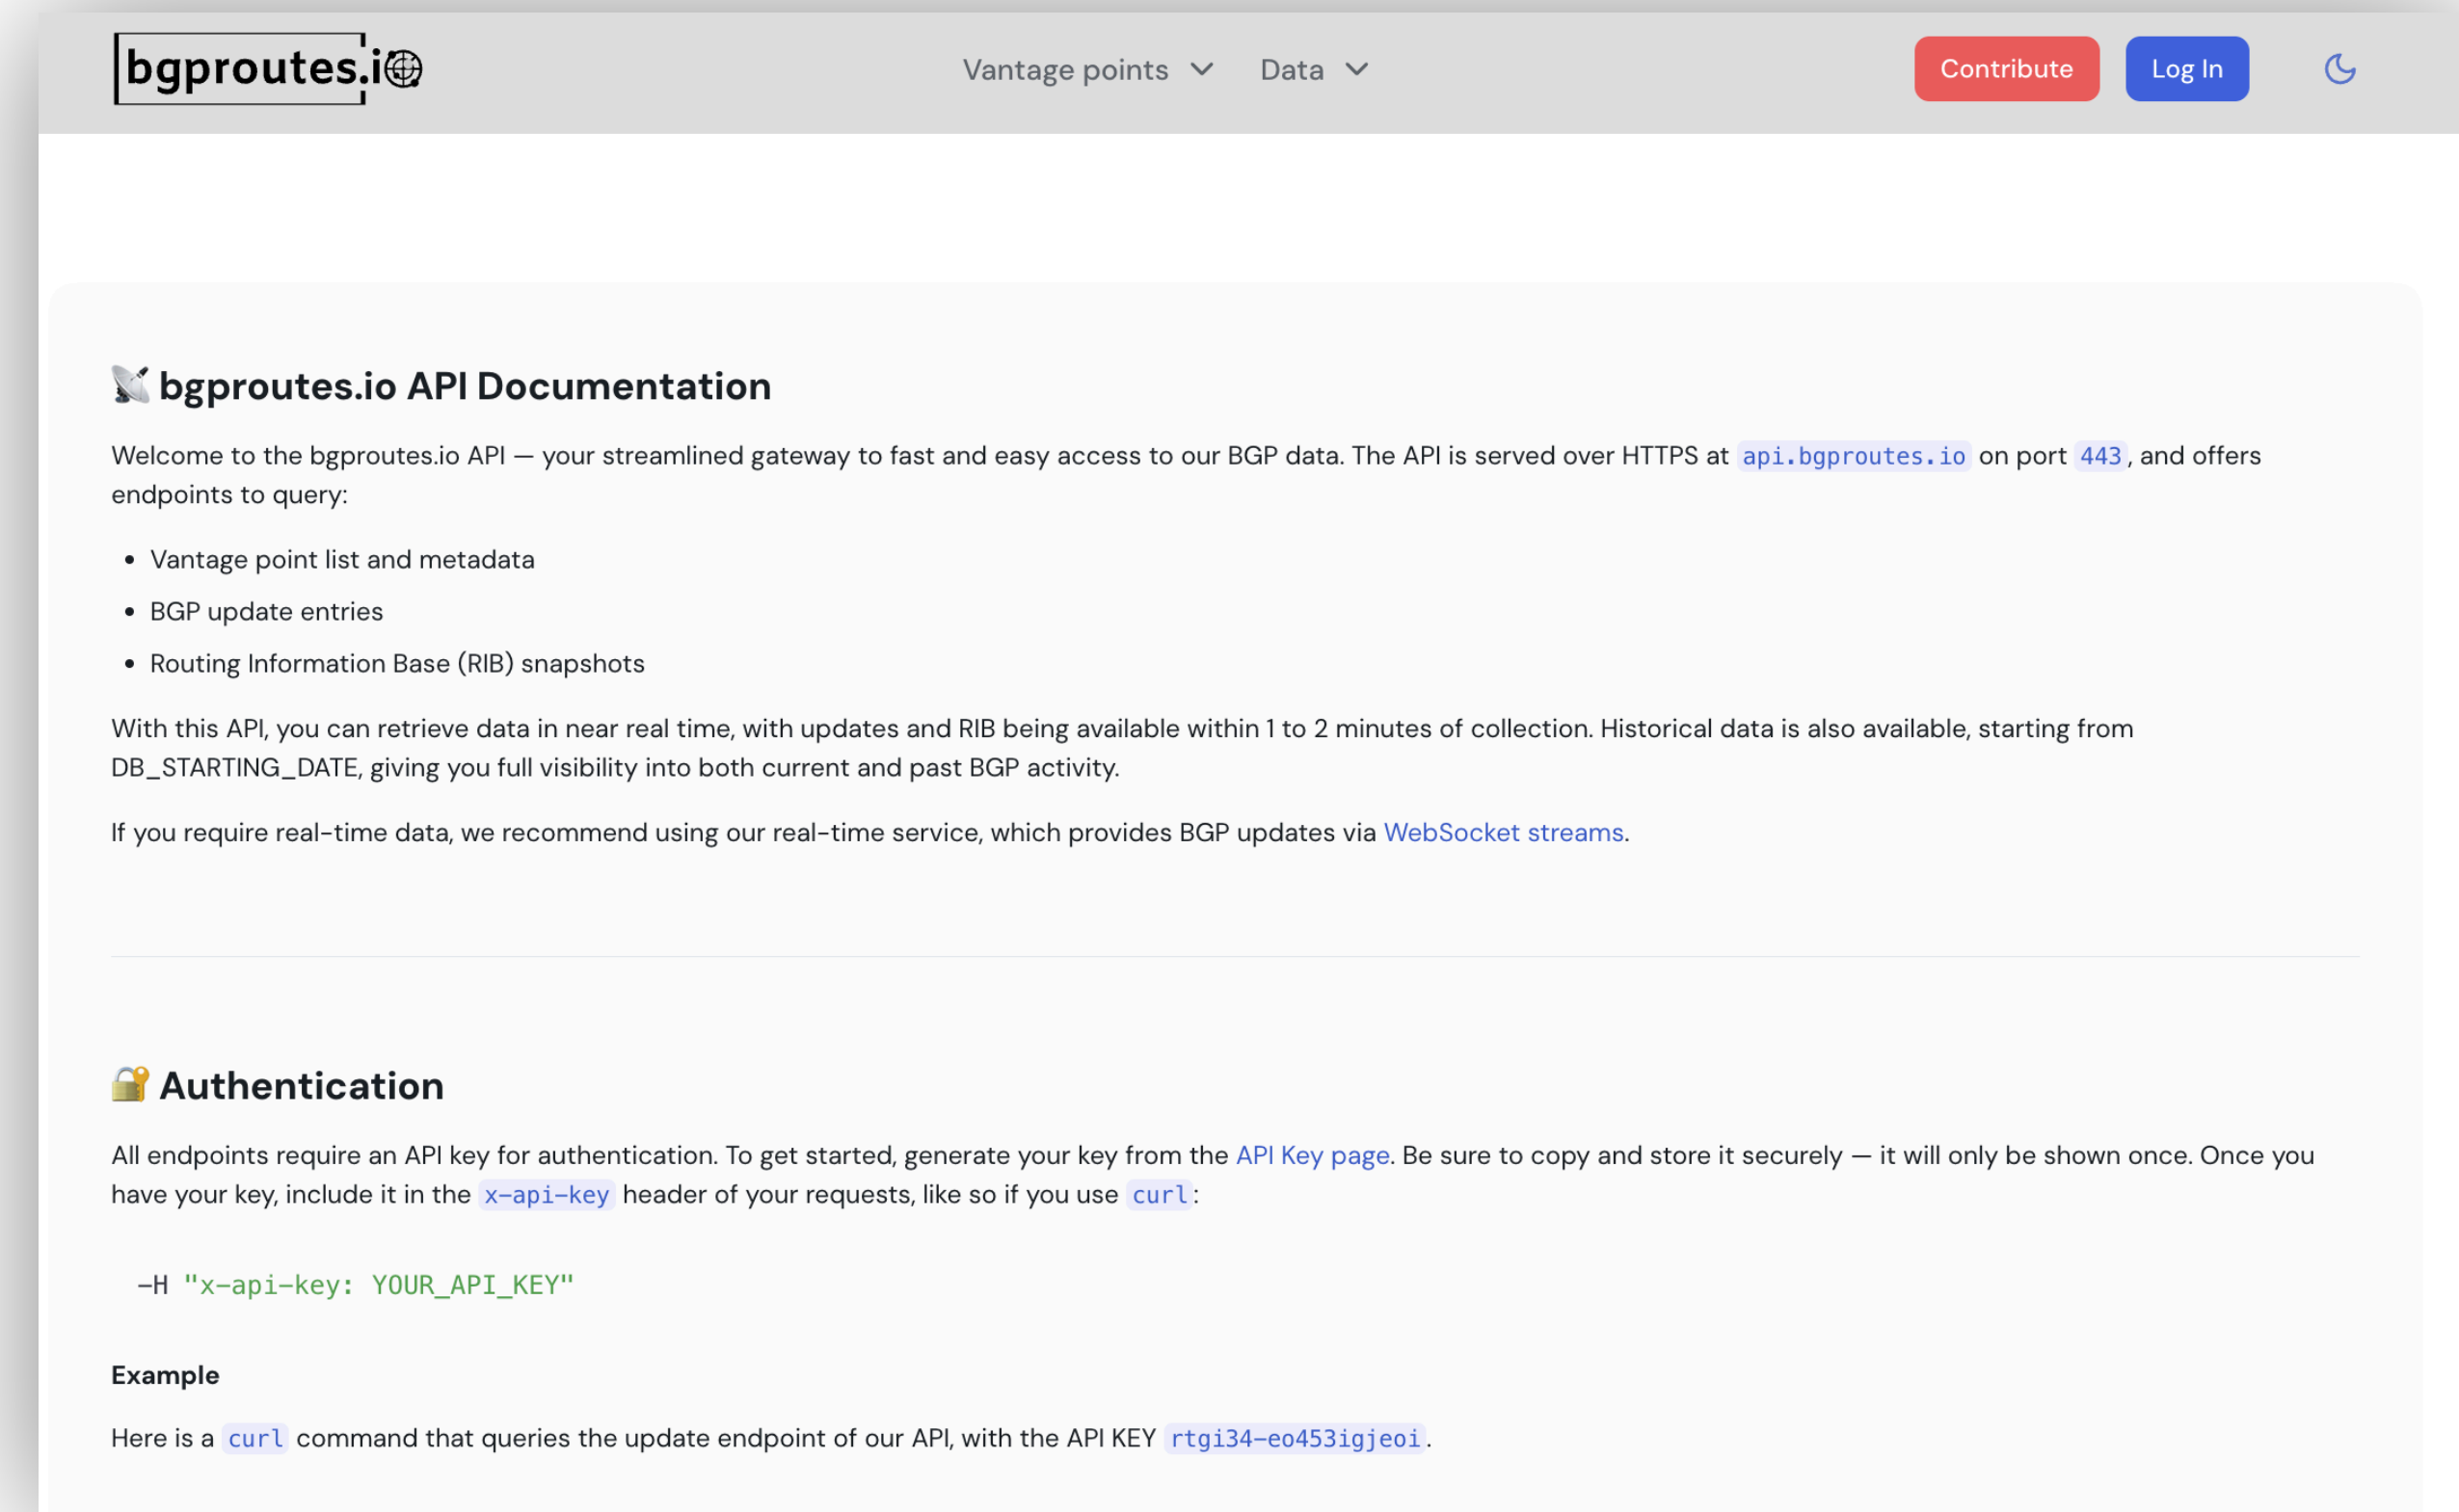 bgproutes.io
Vantage points
Data
Contribute
Log In
bgproutes.io API Documentation
Welcome to the bgproutes.io API — your streamlined gateway to fast and easy access to our BGP data. The API is served over HTTPS at api.bgproutes.io on port 443, and offers
endpoints to query:
• Vantage point list and metadata
• BGP update entries
• Routing Information Base (RIB) snapshots
With this API, you can retrieve data in near real time, with updates and RIB being available within 1 to 2 minutes of collection. Historical data is also available, starting from
DB_STARTING_DATE, giving you full visibility into both current and past BGP activity.
If you require real-time data, we recommend using our real-time service, which provides BGP updates via WebSocket streams.
Authentication
All endpoints require an API key for authentication. To get started, generate your key from the API Key page. Be sure to copy and store it securely — it will only be shown once. Once you
have your key, include it in the x-api-key header of your requests, like so if you use curl:
-H "x-api-key: YOUR_API_KEY"
Example
Here is a curl command that queries the update endpoint of our API, with the API KEY rtgi34-eo453igjeoi.